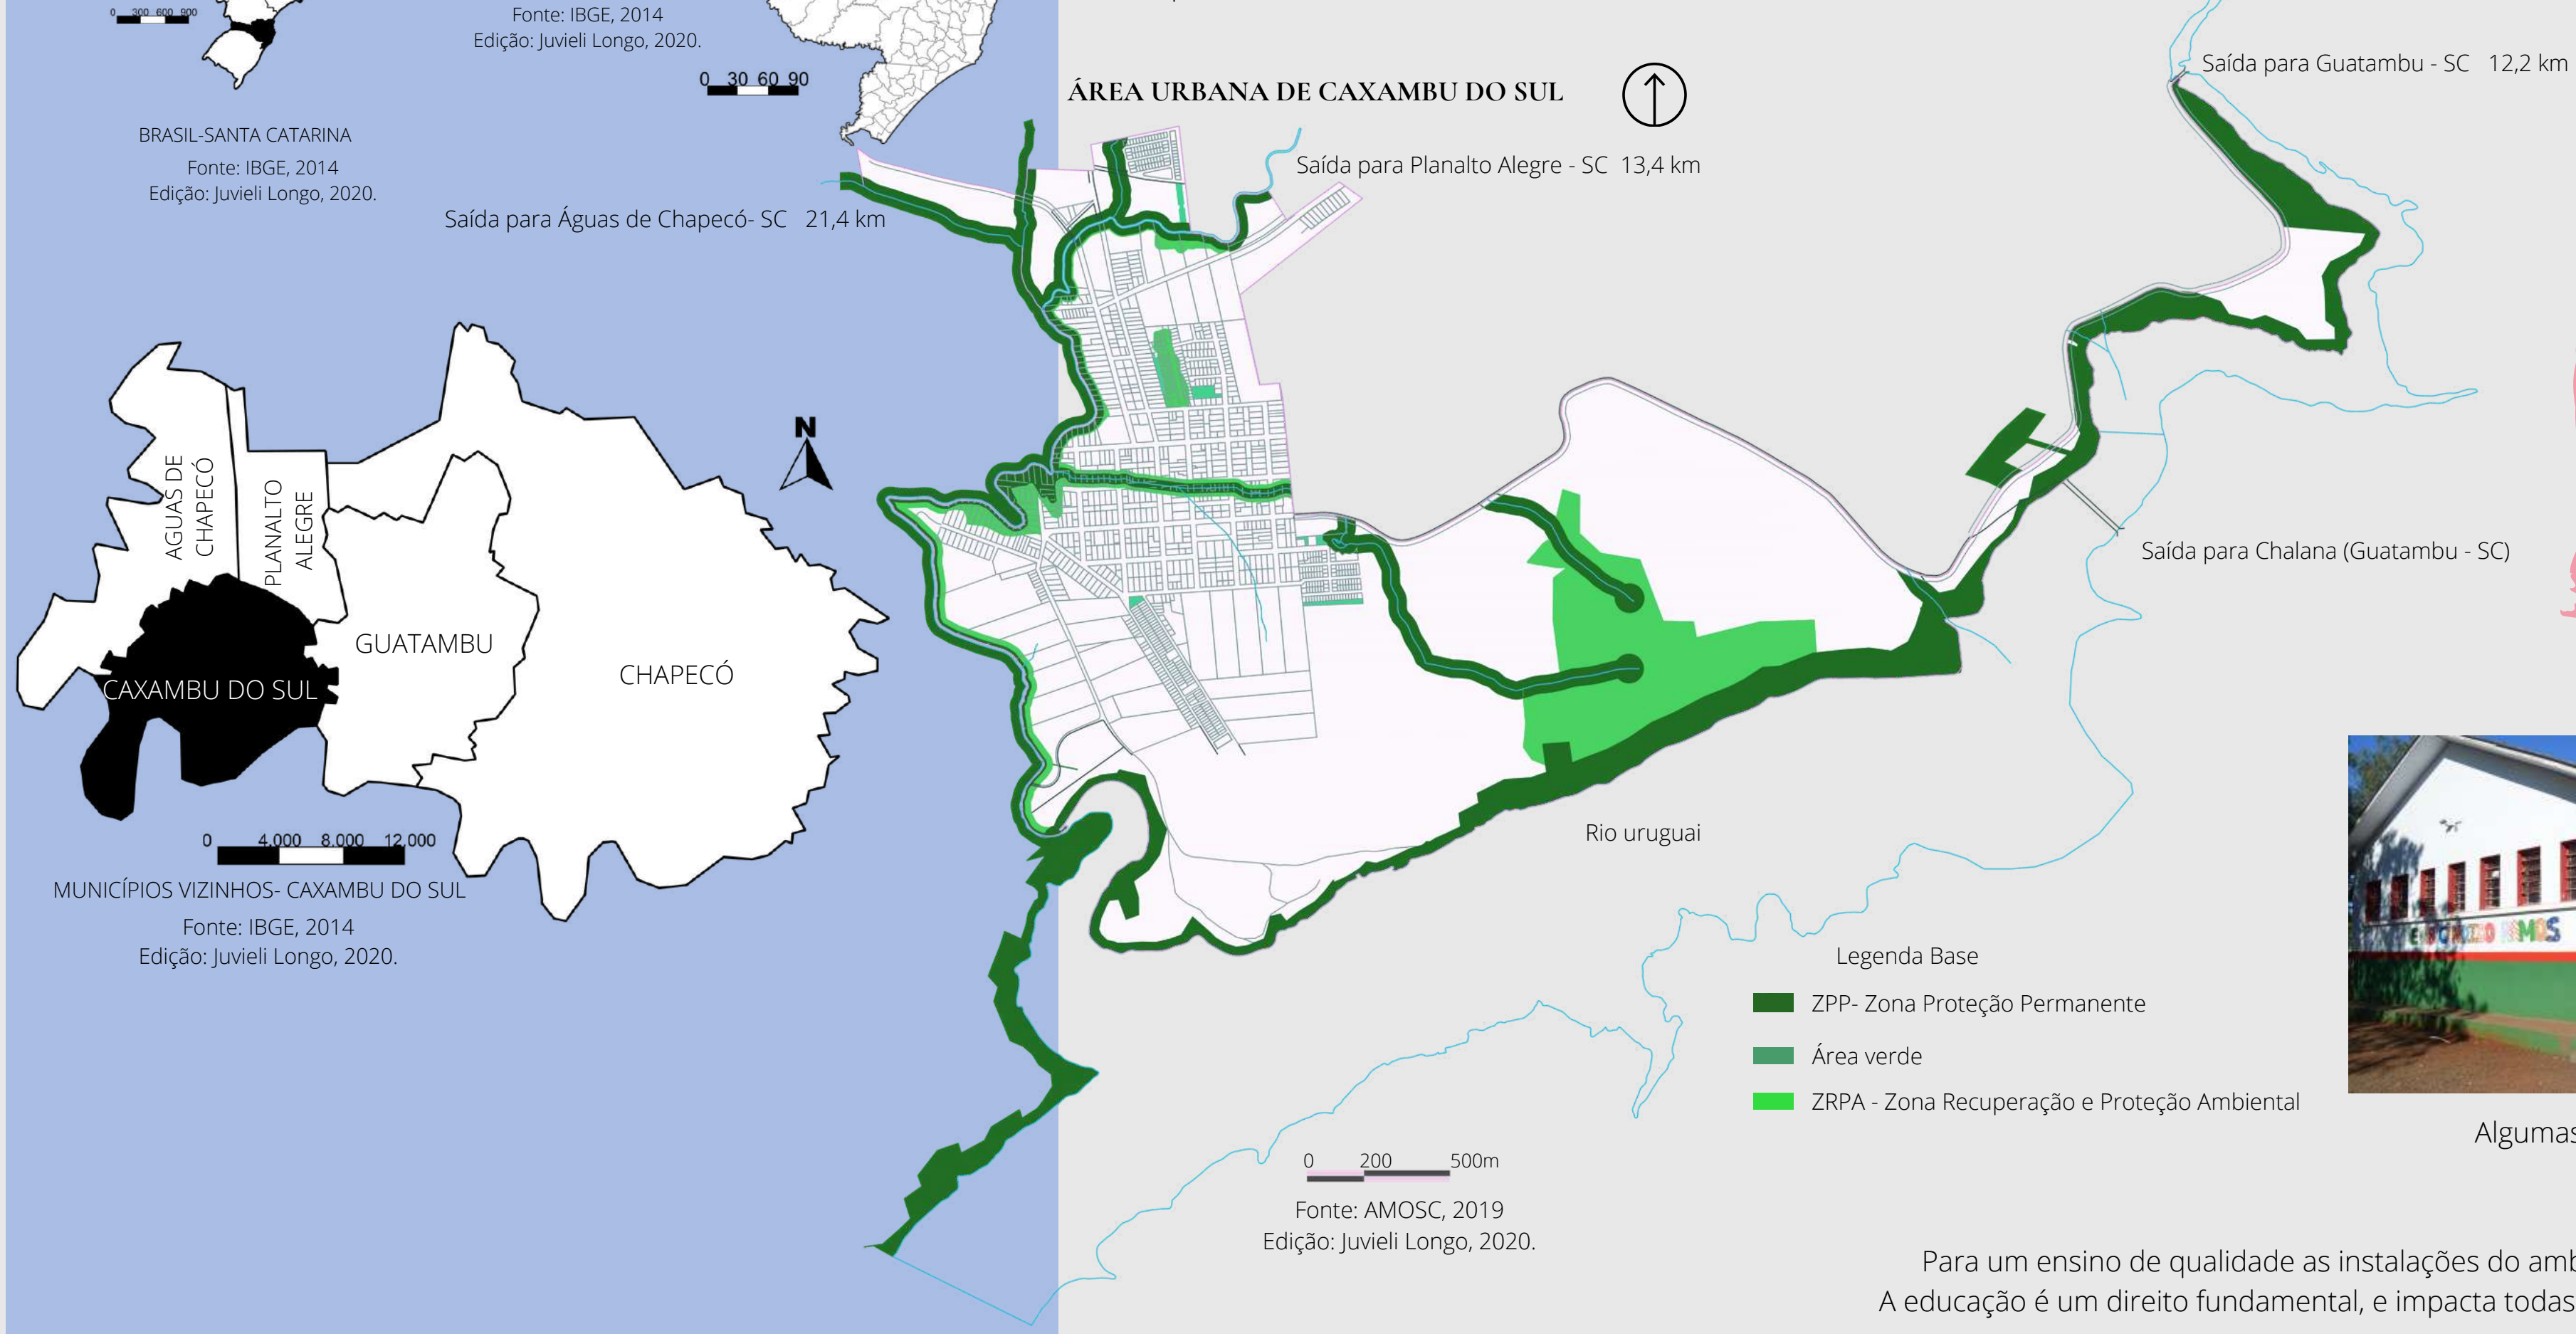 0 300 600 900
Fonte: IBGE, 2014
Edição: Juvieli Longo, 2020.
0 30 60 90
BRASIL-SANTA CATARINA
Fonte: IBGE, 2014
Edição: Juvieli Longo, 2020.
ÁREA URBANA DE CAXAMBU DO SUL
Saída para Guatambu - SC 12,2 km
Saída para Planalto Alegre - SC 13,4 km
Saída para Águas de Chapecó- SC 21,4 km
N
AGUAS DE
CHAPECÓ
PLANALTO
ALEGRE
GUATAMBU
CHAPECÓ
CAXAMBU DO SUL
0 4.000 8.000 12.000
MUNICÍPIOS VIZINHOS- CAXAMBU DO SUL
Fonte: IBGE, 2014
Edição: Juvieli Longo, 2020.
Saída para Chalana (Guatambu - SC)
Rio uruguai
Legenda Base
ZPP- Zona Proteção Permanente
Área verde
ZRPA - Zona Recuperação e Proteção Ambiental
0 200 500m
Fonte: AMOSC, 2019
Edição: Juvieli Longo, 2020.
Algumas
Para um ensino de qualidade as instalações do amb
A educação é um direito fundamental, e impacta todas